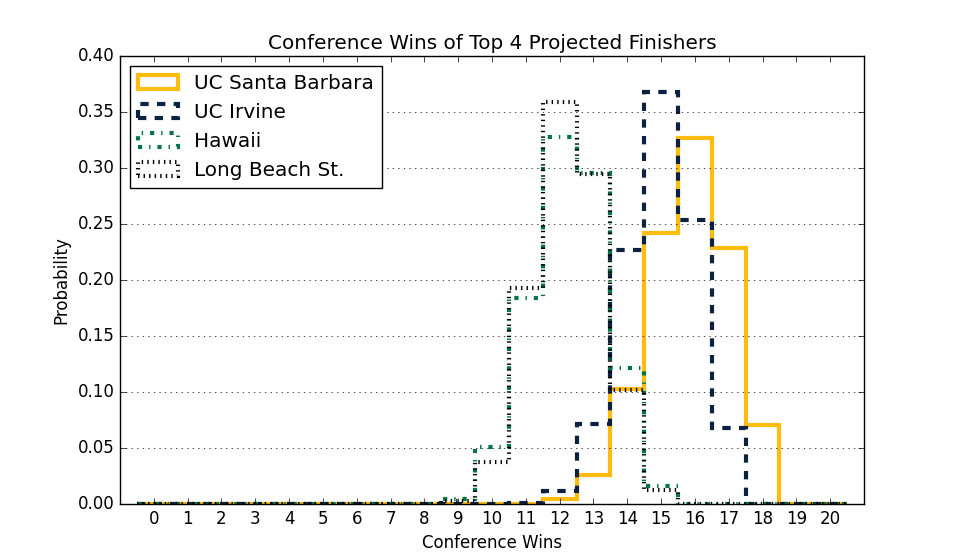 Conference Wins of Top 4 Projected Finishers
0.40
0.35
0.30
0.25
0.20
0.15
0.10
0.05
0.00
Probability
UC Santa Barbara
UC Irvine
Hawaii
Long Beach St.
0 1 2 3 4 5 6 7 8 9 10 11 12 13 14 15 16 17 18 19 20
Conference Wins